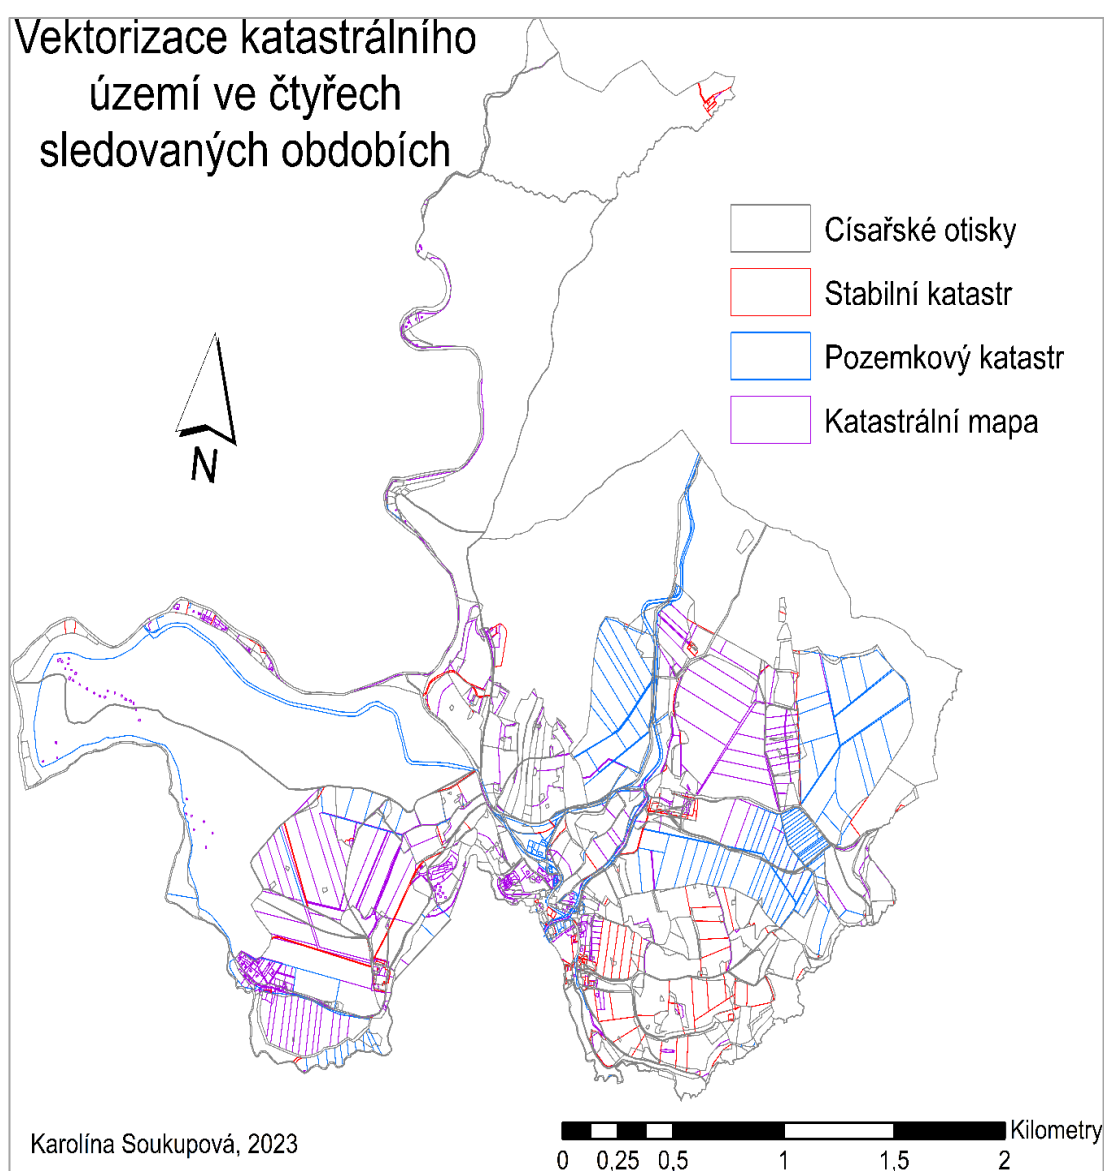 Vektorizace katastrálního
území ve čtyřech
sledovaných obdobích
Císařské otisky
Stabilní katastr
Pozemkový katastr
Katastrální mapa
N
Karolína Soukupová, 2023
Kilometry
0 0,25 0,5 1 1,5 2